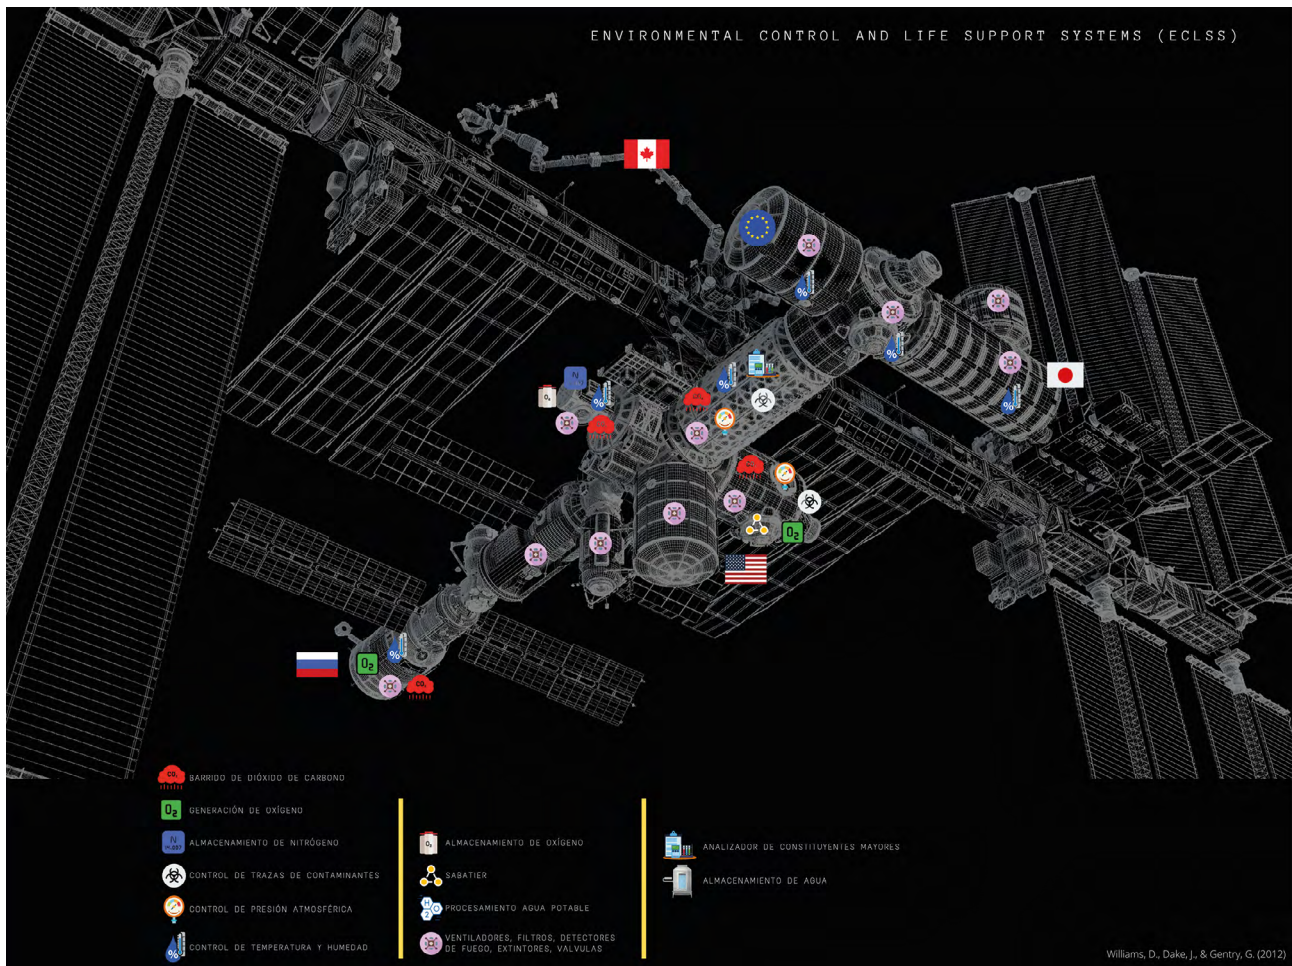 ENVIRONMENTAL CONTROL AND LIFE SUPPORT SYSTEMS (ECLSS)
BARRIDO DE DIÓXIDO DE CARBONO
GENERACIÓN DE OXÍGENO
ALMACENAMIENTO DE NITRÓGENO
CONTROL DE TRAZAS DE CONTAMINANTES
CONTROL DE PRESIÓN ATMOSFÉRICA
CONTROL DE TEMPERATURA Y HUMEDAD
ALMACENAMIENTO DE OXÍGENO
SABATIER
PROCESAMIENTO AGUA POTABLE
VENTILADORES, FILTROS, DETECTORES
DE FUEGO, EXTINTORES, VALVULAS
ANALIZADOR DE CONSTITUYENTES MAYORES
ALMACENAMIENTO DE AGUA
Williams, D., Dake, J., & Gentry, G. (2012)